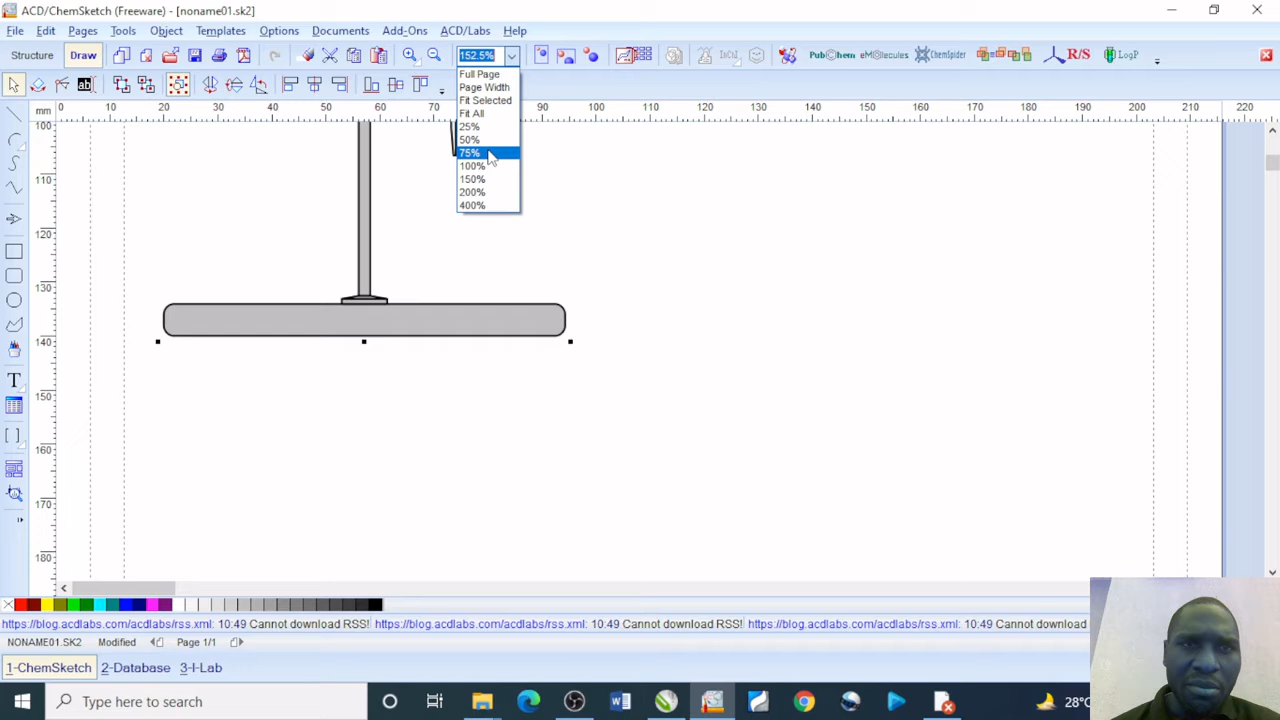 ACD/ChemSketch (Freeware) - [noname01.sk2]
File Edit Pages Tools Object Templates Options Documents Add-Ons ACD/Labs Help
Structure Draw 152.5% PubChem eMolecules ChemSpider R/S LogP
Full Page
Page Width
Fit Selected
Fit All
25%
50%
75%
100%
150%
200%
400%
mm 0 10 20 30 40 50 60 70 90 100 110 120 130 140 150 160 170 180 190 200 210 220
100
110
120
130
140
150
160
170
180
https://blog.acdlabs.com/acdlabs/rss.xml: 10:49 Cannot download RSS! https://blog.acdlabs.com/acdlabs/rss.xml: 10:49 Cannot download RSS! https://blog.acdlabs.com/acdlabs/rss.xml: 10:49 Cannot download RSS!
NONAME01.SK2 Modified Page 1/1
1-ChemSketch 2-Database 3-I-Lab
Type here to search 28°C